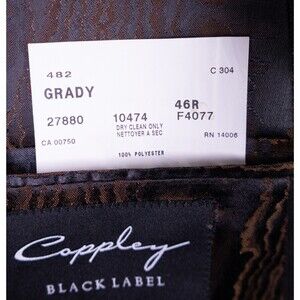 482 C 304
GRADY 46R
27880 10474 F4077
DRY CLEAN ONLY
NETTOYER A SEC
CA 00750 RN 14006
100% POLYESTER
Coppley
BLACK LABEL